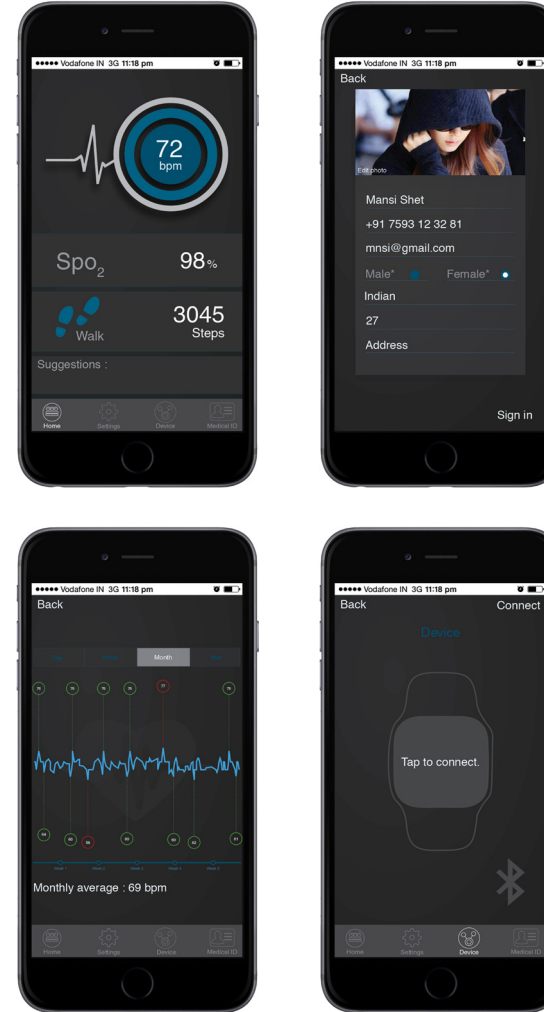 Vodafone IN 3G 11:18 pm
72
bpm
Spo2
98%
3045
Walk
Steps
Suggestions :
Home Settings Device Medical ID
Vodafone IN 3G 11:18 pm
Back
Edit photo
Mansi Shet
+91 7593 12 32 81
mnsi@gmail.com
Male* Female*
Indian
27
Address
Sign in
Vodafone IN 3G 11:18 pm
Back
Month
Monthly average : 69 bpm
Home Settings Device Medical ID
Vodafone IN 3G 11:18 pm
Back Connect
Device
Tap to connect.
Home Settings Device Medical ID